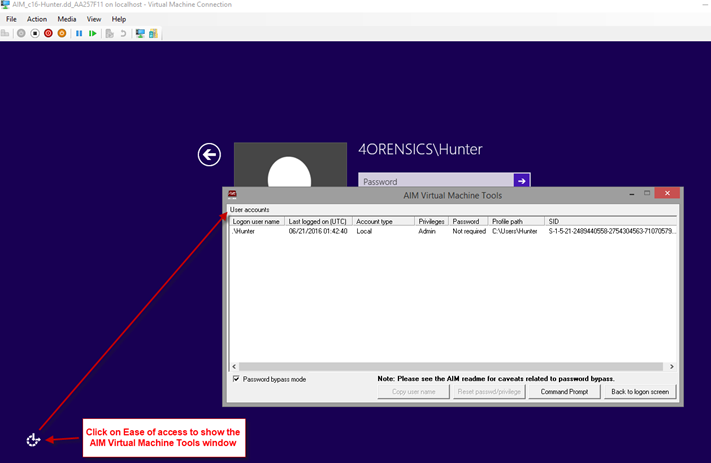 AIM_c16-Hunter.dd_AA257F11 on localhost - Virtual Machine Connection
File Action Media View Help
4ORENSICS\Hunter
Password
AIM Virtual Machine Tools
User accounts
Logon user name Last logged on (UTC) Account type Privileges Password Profile path SID
.\Hunter 06/21/2016 01:42:40 Local Admin Not required C:\Users\Hunter S-1-5-21-2489440558-2754304563-71070579...
Password bypass mode
Note: Please see the AIM readme for caveats related to password bypass.
Copy user name Reset passwd/privilege Command Prompt Back to logon screen
Click on Ease of access to show the
AIM Virtual Machine Tools window